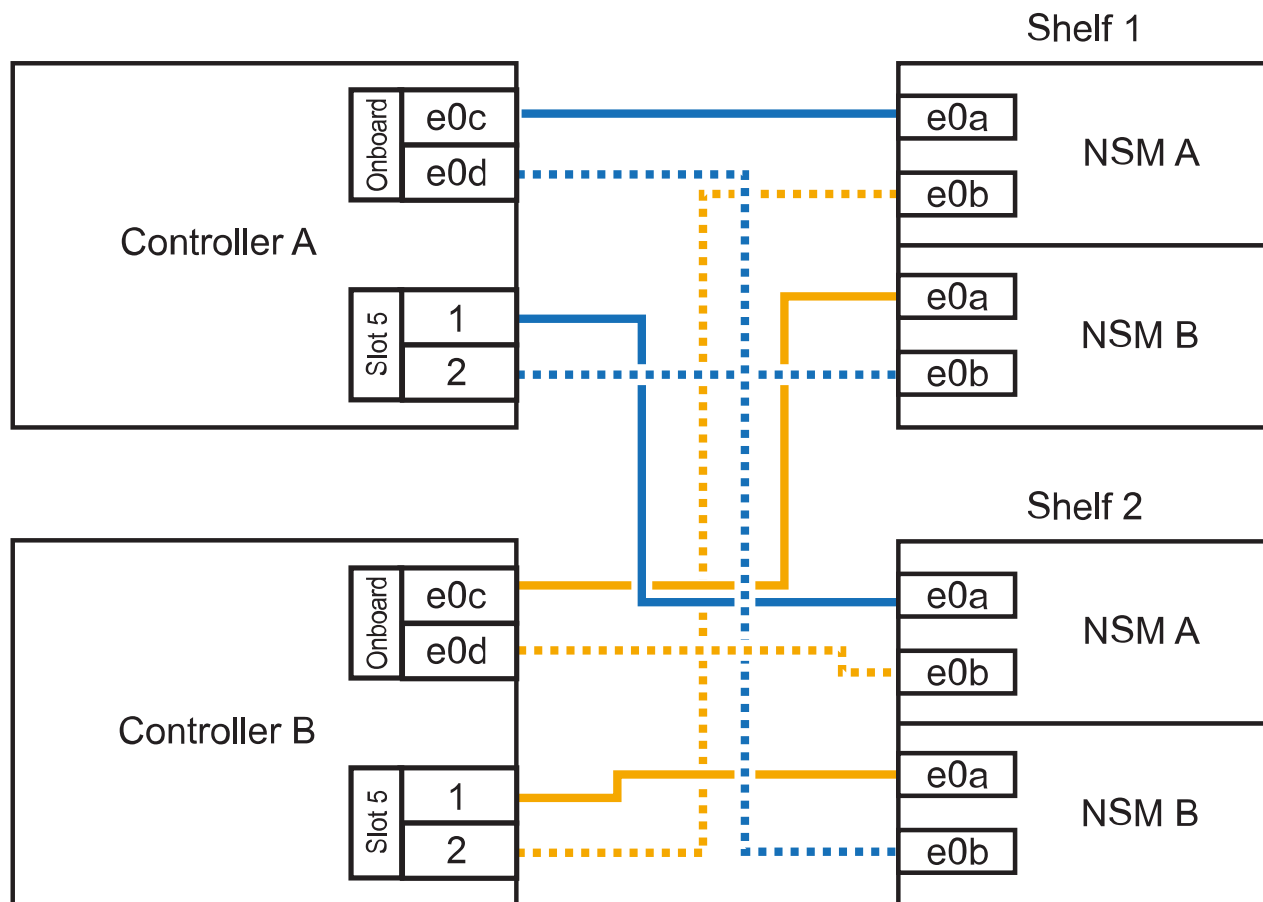 Shelf 1
Onboard
e0c
e0d
Controller A
Slot 5
1
2
e0a
NSM A
e0b
e0a
NSM B
e0b
Shelf 2
Onboard
e0c
e0d
Controller B
Slot 5
1
2
e0a
NSM A
e0b
e0a
NSM B
e0b